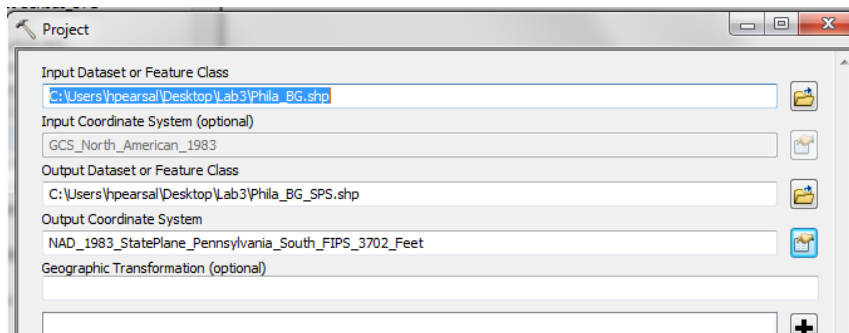 Project
Input Dataset or Feature Class
C:\Users\hpearsal\Desktop\Lab3\Phila_BG.shp
Input Coordinate System (optional)
GCS_North_American_1983
Output Dataset or Feature Class
C:\Users\hpearsal\Desktop\Lab3\Phila_BG_SPS.shp
Output Coordinate System
NAD_1983_StatePlane_Pennsylvania_South_FIPS_3702_Feet
Geographic Transformation (optional)